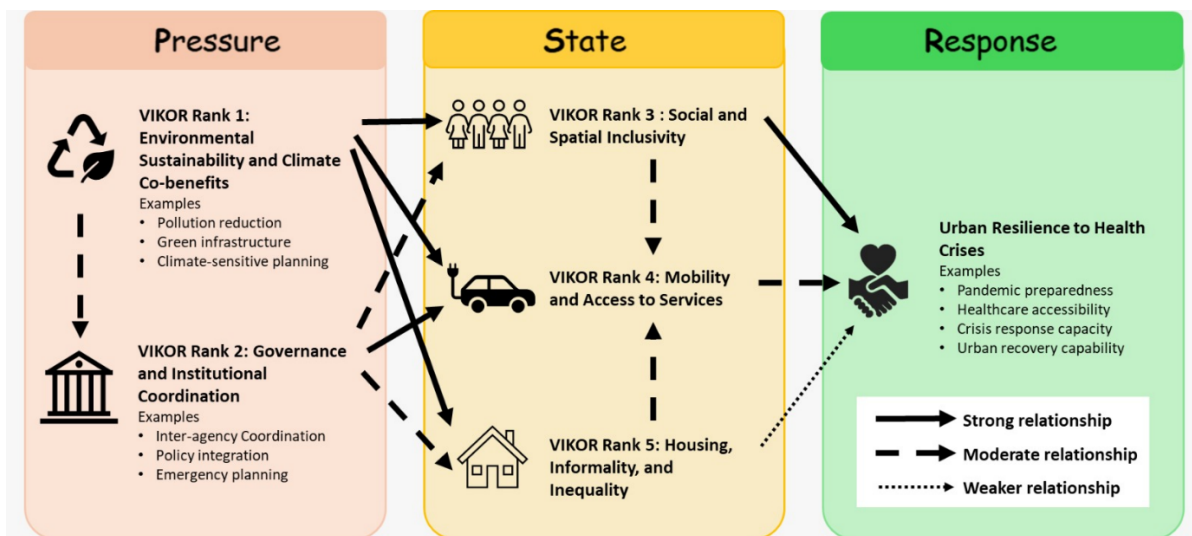 Pressure
VIKOR Rank 1:
Environmental
Sustainability and Climate
Co-benefits
Examples
• Pollution reduction
• Green infrastructure
• Climate-sensitive planning
VIKOR Rank 2: Governance
and Institutional
Coordination
Examples
• Inter-agency Coordination
• Policy integration
• Emergency planning
State
VIKOR Rank 3 : Social and
Spatial Inclusivity
VIKOR Rank 4: Mobility
and Access to Services
VIKOR Rank 5: Housing,
Informality, and
Inequality
Response
Urban Resilience to Health
Crises
Examples
• Pandemic preparedness
• Healthcare accessibility
• Crisis response capacity
• Urban recovery capability
Strong relationship
Moderate relationship
Weaker relationship